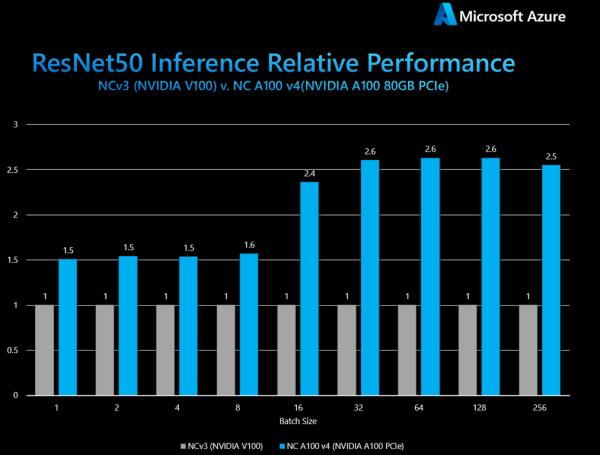 Microsoft Azure
ResNet50 Inference Relative Performance
NCv3 (NVIDIA V100) v. NC A100 v4(NVIDIA A100 80GB PCIe)
3
2.5
2
1.5
1
0.5
0
1 1.5 1 1.5 1 1.5 1 1.6 1 2.4 1 2.6 1 2.6 1 2.6 1 2.5
1 2 4 8 16 32 64 128 256
Batch Size
NCv3 (NVIDIA V100) NC A100 v4 (NVIDIA A100 PCIe)